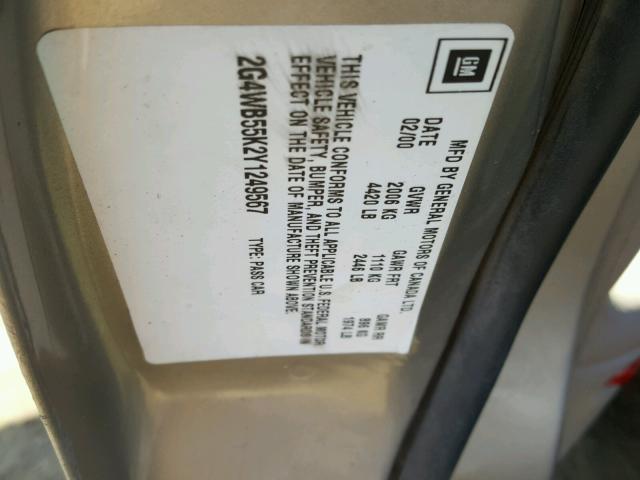 GM
MFD BY GENERAL MOTORS OF CANADA LTD.
DATE GVWR GAWR FRT GAWR RR
02/00 2006 KG 1110 KG 896 KG
4420 LB 2446 LB 1974 LB
THIS VEHICLE CONFORMS TO ALL APPLICABLE U.S. FEDERAL MOTOR
VEHICLE SAFETY, BUMPER, AND THEFT PREVENTION STANDARDS IN
EFFECT ON THE DATE OF MANUFACTURE SHOWN ABOVE.
2G4WB55K2Y1249567 TYPE: PASS CAR